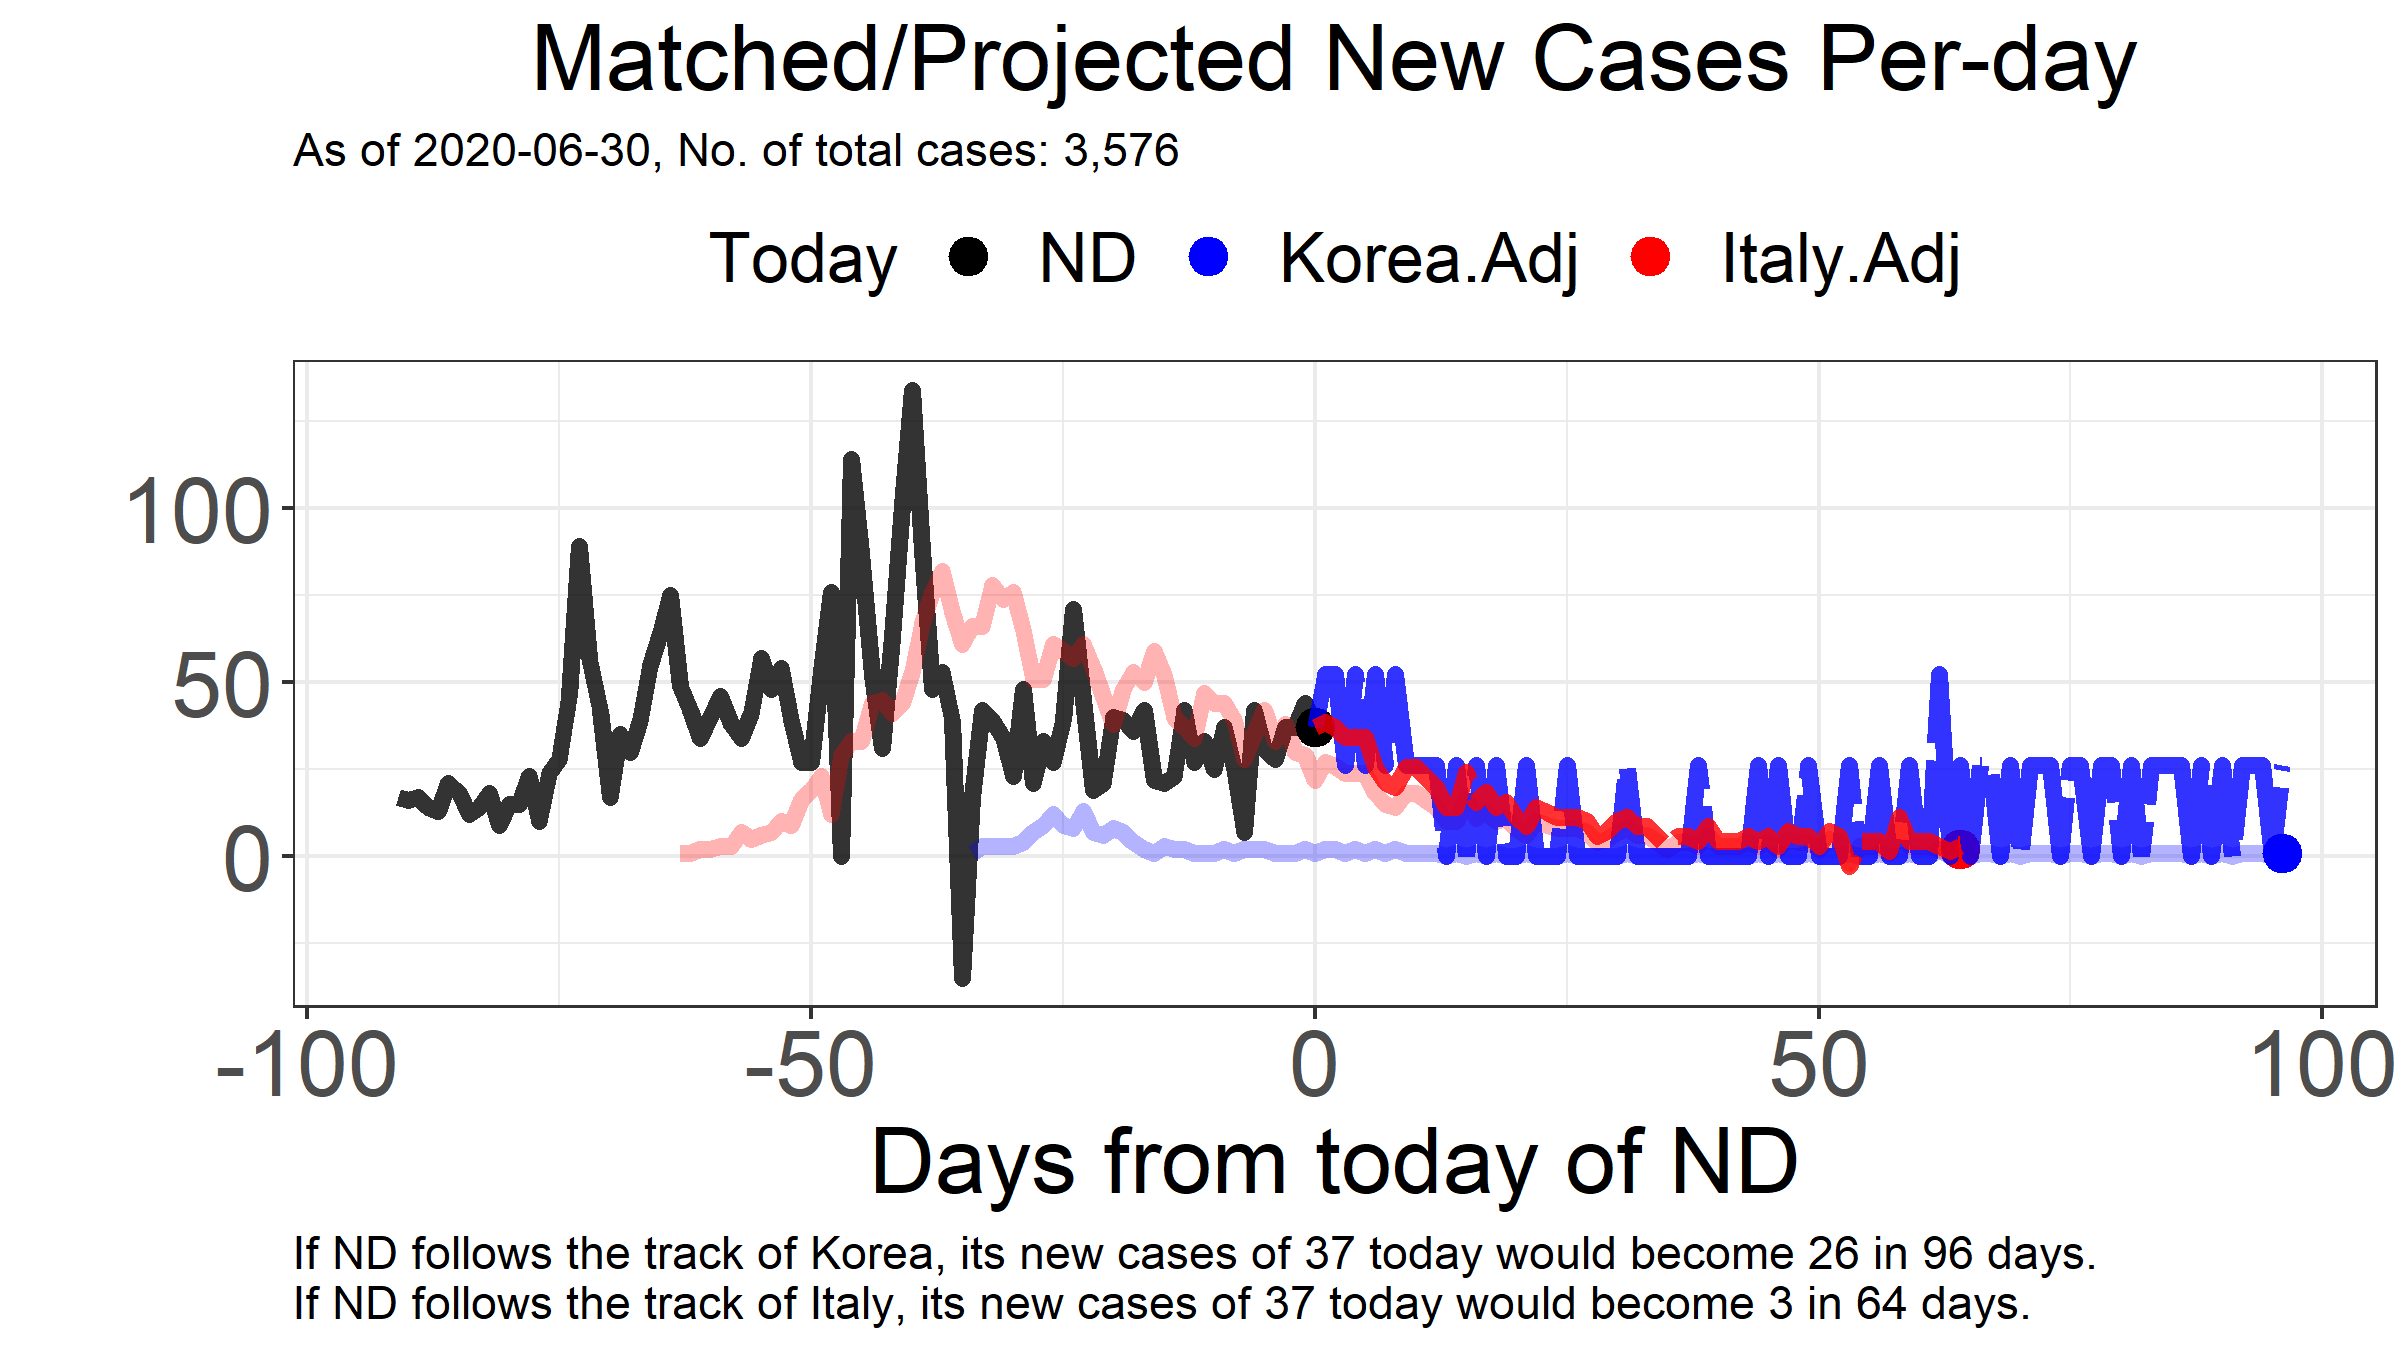 Matched/Projected New Cases Per-day
As of 2020-06-30, No. of total cases: 3,576
Today ND Korea.Adj Italy.Adj
100
50
0
-100 -50 0 50 100
Days from today of ND
If ND follows the track of Korea, its new cases of 37 today would become 26 in 96 days.
If ND follows the track of Italy, its new cases of 37 today would become 3 in 64 days.